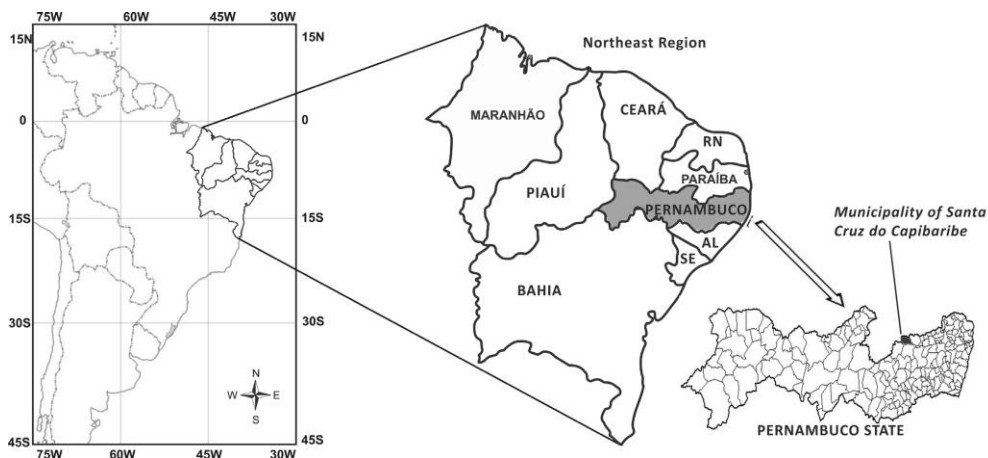 75W 60W 45W 30W
15N 15N
0 0
15S 15S
30S 30S
45S 45S
75W 60W 45W 30W
N
W E
S
Northeast Region
MARANHÃO
CEARÁ
RN
PARAÍBA
PIAUÍ
PERNAMBUCO
AL
SE
BAHIA
Municipality of Santa
Cruz do Capibaribe
PERNAMBUCO STATE